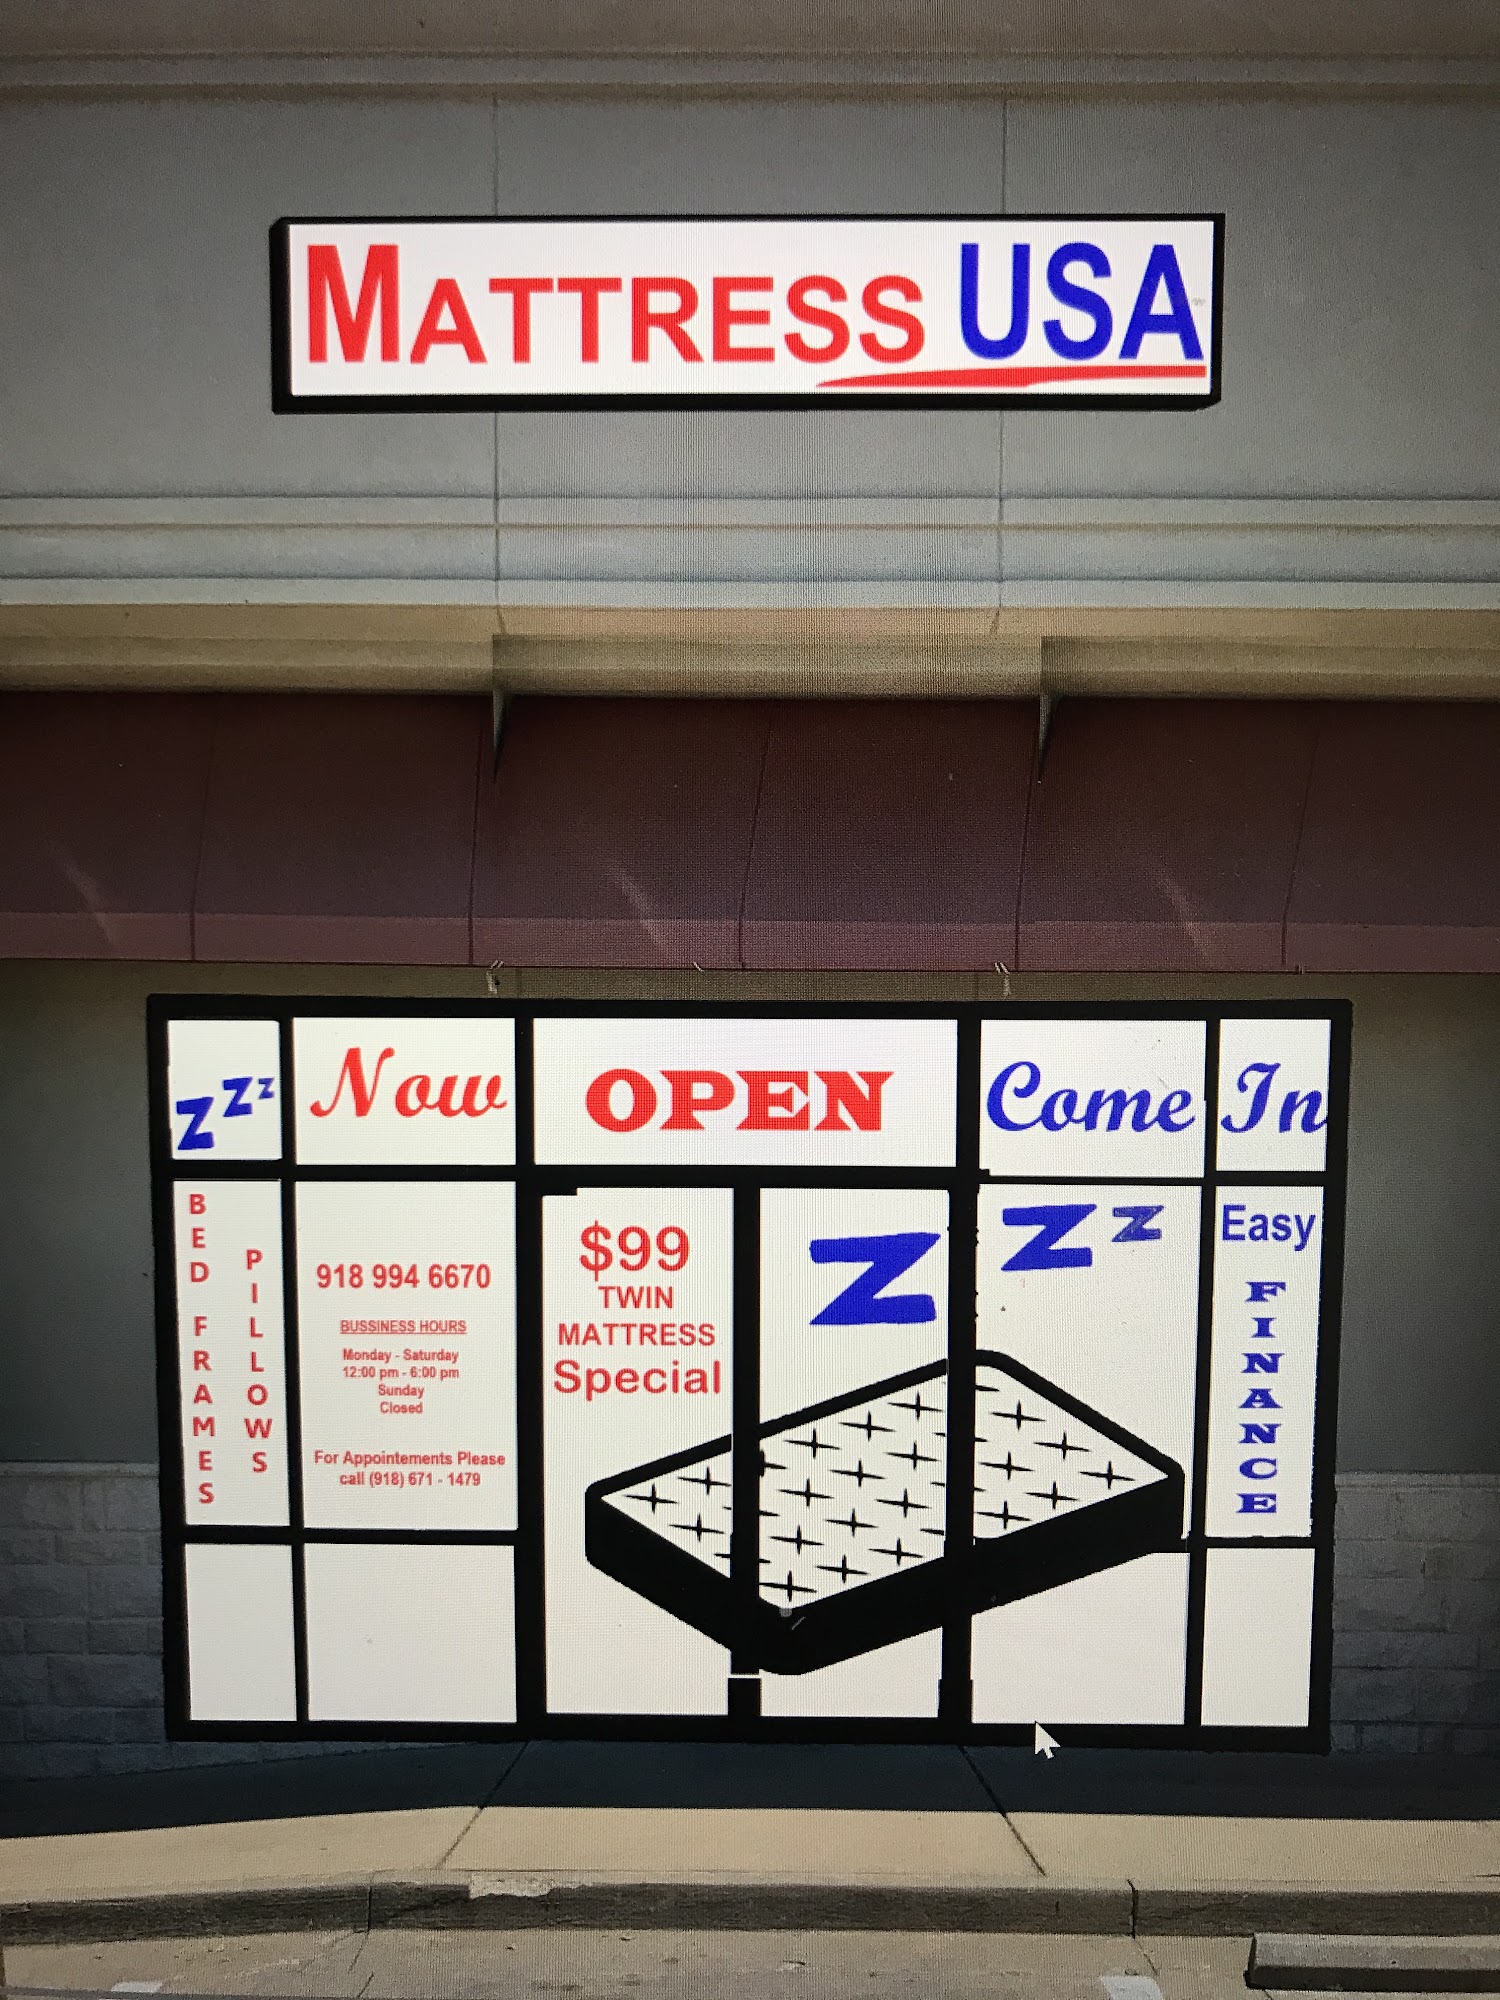 MATTRESS USA
zzz
Now
OPEN
Come
In
BED FRAMES
PILLOWS
918 994 6670
BUSSINESS HOURS
Monday - Saturday
12:00 pm - 6:00 pm
Sunday
Closed
For Appointements Please
call (918) 671 - 1479
$99
TWIN
MATTRESS
Special
Z
Z Z
Easy
FINANCE